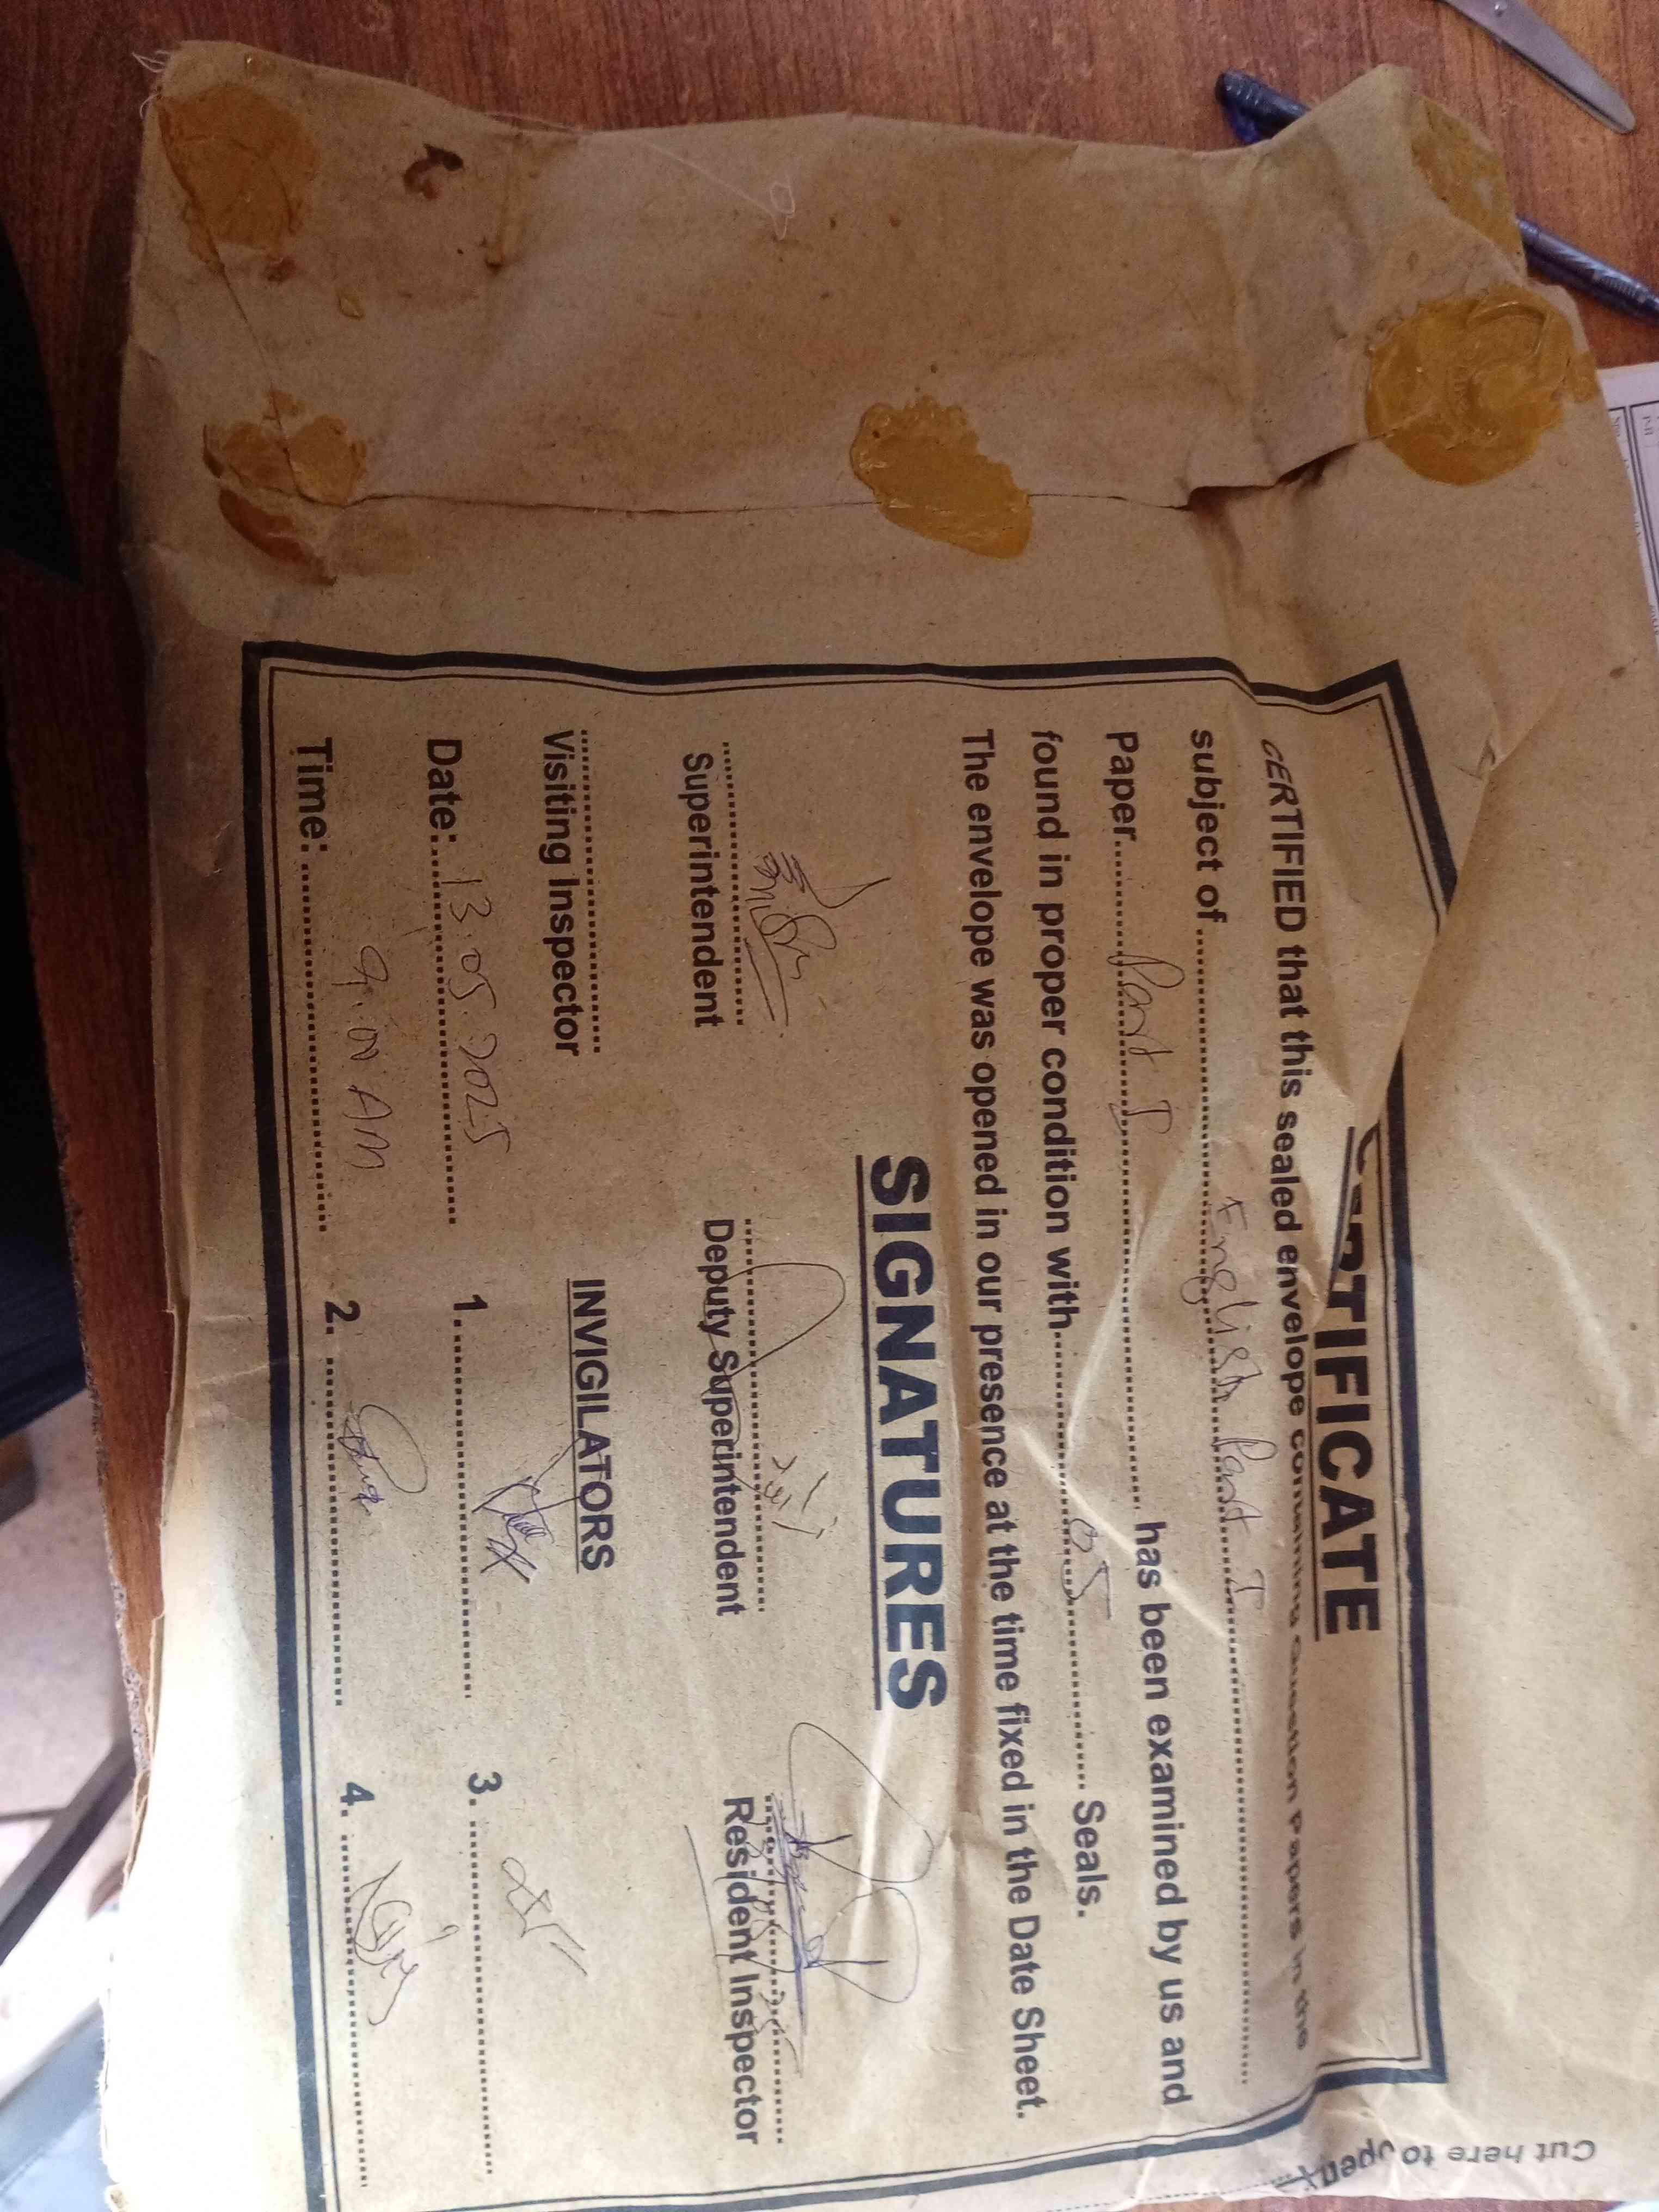 CERTIFICATE
CERTIFIED that this sealed envelope containing Question Papers in the
subject of English Part I
Paper Part I has been examined by us and
found in proper condition with 05 Seals.
The envelope was opened in our presence at the time fixed in the Date Sheet.
SIGNATURES
Superintendent Deputy Superintendent Resident Inspector
Visiting Inspector INVIGILATORS
Date: 13.05.2025 1. 3.
Time: 9:00 AM 2. 4.
Cut here to open